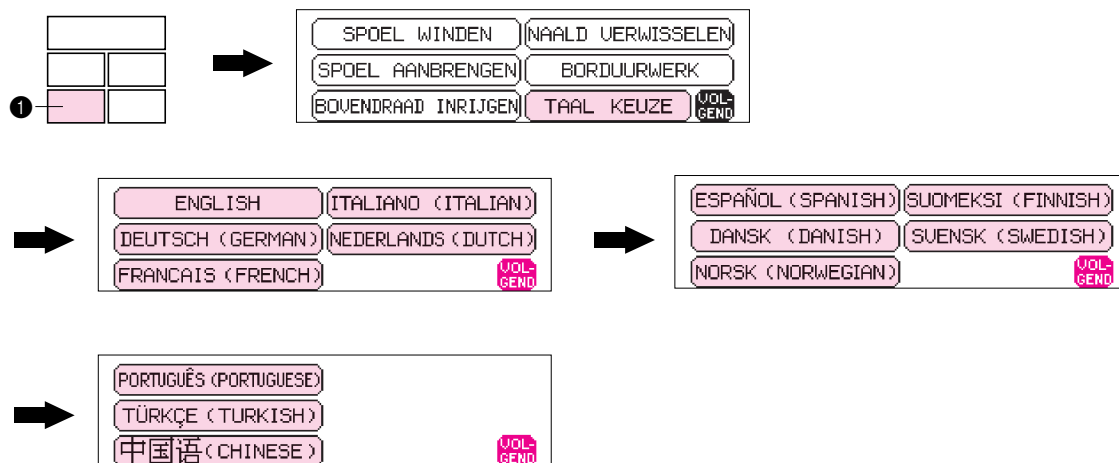 SPOEL WINDEN NAALD VERWISSELEN
SPOEL AANBRENGEN BORDUURWERK
BOVENDRAAD INRIJGEN TAAL KEUZE VOL-
GEND
1
ENGLISH ITALIANO (ITALIAN)
DEUTSCH (GERMAN) NEDERLANDS (DUTCH)
FRANCAIS (FRENCH) VOL-
GEND
ESPAÑOL (SPANISH) SUOMEKSI (FINNISH)
DANSK (DANISH) SVENSK (SWEDISH)
NORSK (NORWEGIAN) VOL-
GEND
PORTUGUÊS (PORTUGUESE)
TÜRKÇE (TURKISH)
中国语 (CHINESE) VOL-
GEND